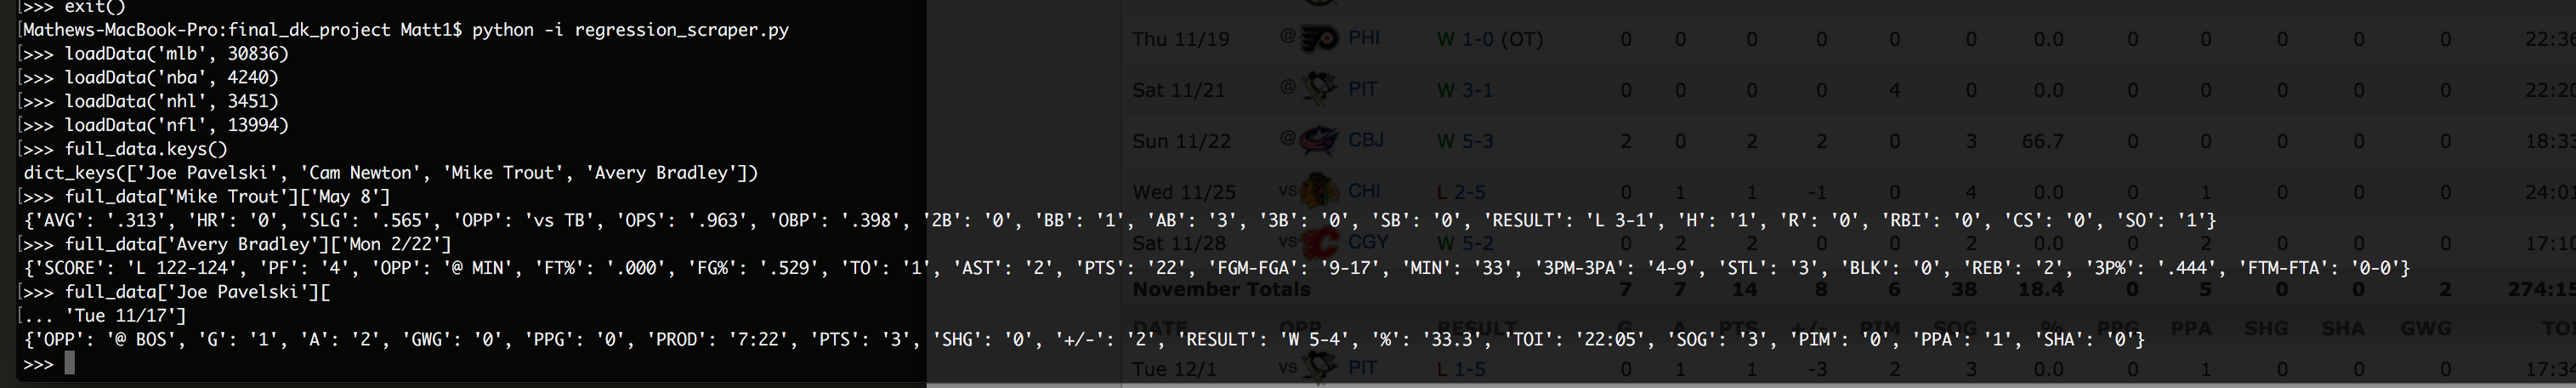 [>>> exit()
[Mathews-MacBook-Pro:final_dk_project Matt1$ python -i regression_scraper.py
[>>> loadData('mlb', 30836)
[>>> loadData('nba', 4240)
[>>> loadData('nhl', 3451)
[>>> loadData('nfl', 13994)
[>>> full_data.keys()
dict_keys(['Joe Pavelski', 'Cam Newton', 'Mike Trout', 'Avery Bradley'])
[>>> full_data['Mike Trout']['May 8']
{'AVG': '.313', 'HR': '0', 'SLG': '.565', 'OPP': 'vs TB', 'OPS': '.963', 'OBP': '.398', '2B': '0', 'BB': '1', 'AB': '3', '3B': '0', 'SB': '0', 'RESULT': 'L 3-1', 'H': '1', 'R': '0', 'RBI': '0', 'CS': '0', 'SO': '1'}
[>>> full_data['Avery Bradley']['Mon 2/22']
{'SCORE': 'L 122-124', 'PF': '4', 'OPP': '@ MIN', 'FT%': '.000', 'FG%': '.529', 'TO': '1', 'AST': '2', 'PTS': '22', 'FGM-FGA': '9-17', 'MIN': '33', '3PM-3PA': '4-9', 'STL': '3', 'BLK': '0', 'REB': '2', '3P%': '.444', 'FTM-FTA': '0-0'}
[>>> full_data['Joe Pavelski'][
[... 'Tue 11/17']
{'OPP': '@ BOS', 'G': '1', 'A': '2', 'GWG': '0', 'PPG': '0', 'PROD': '7:22', 'PTS': '3', 'SHG': '0', '+/-': '2', 'RESULT': 'W 5-4', '%': '33.3', 'TOI': '22:05', 'SOG': '3', 'PIM': '0', 'PPA': '1', 'SHA': '0'}
>>>
Thu 11/19 @ PHI W 1-0 (OT) 0 0 0 0 0 0 0.0 0 0 0 0 0 22:36
Sat 11/21 @ PIT W 3-1 0 0 0 0 4 0 0.0 0 0 0 0 0 22:20
Sun 11/22 @ CBJ W 5-3 2 0 2 2 0 3 66.7 0 0 0 0 0 18:33
Wed 11/25 vs CHI L 2-5 0 1 1 -1 0 4 0.0 0 1 0 0 0 24:01
Sat 11/28 vs CGY W 5-2 0 2 2 0 0 2 0.0 0 2 0 0 0 17:10
November Totals 7 7 14 8 6 38 18.4 0 5 0 0 2 274:15
DATE OPP RESULT G A PTS +/- PIM SOG % PPG PPA SHG SHA GWG TO
Tue 12/1 vs PIT L 1-5 0 1 1 -3 2 3 0.0 0 1 0 0 0 17:3